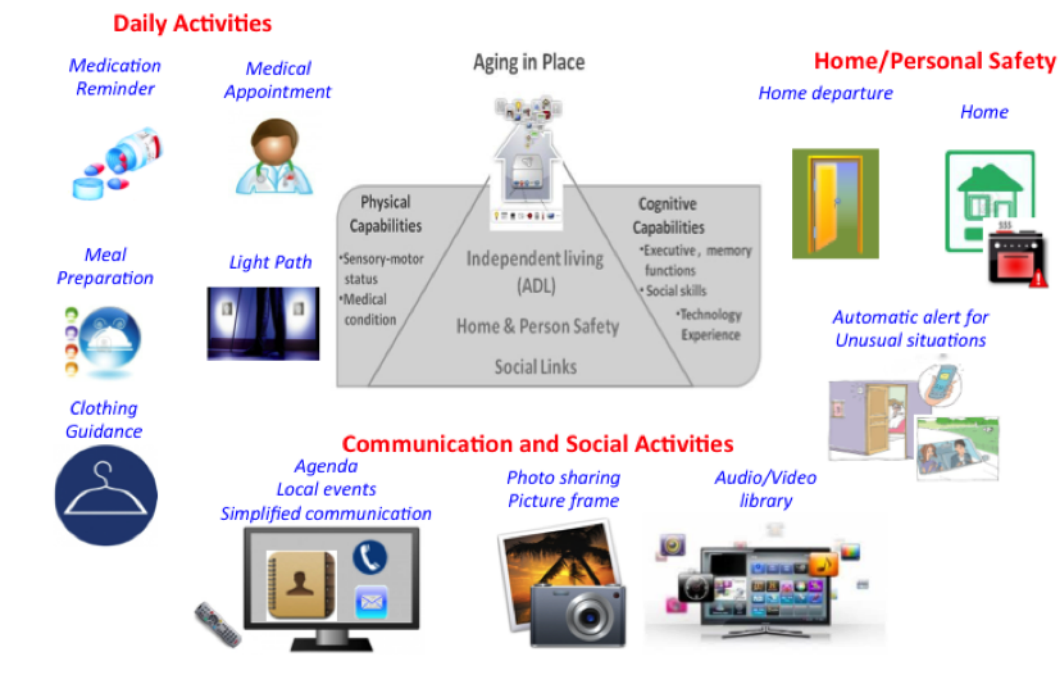 Daily Activities
Medication
Reminder
Medical
Appointment
Meal
Preparation
Light Path
Clothing
Guidance
Aging in Place
Physical
Capabilities
•Sensory-motor
status
•Medical
condition
Independent living
(ADL)
Home & Person Safety
Social Links
Cognitive
Capabilities
•Executive, memory
functions
• Social skills
•Technology
Experience
Home/Personal Safety
Home departure
Home
$$$
Automatic alert for
Unusual situations
Communication and Social Activities
Agenda
Local events
Simplified communication
Photo sharing
Picture frame
Audio/Video
library